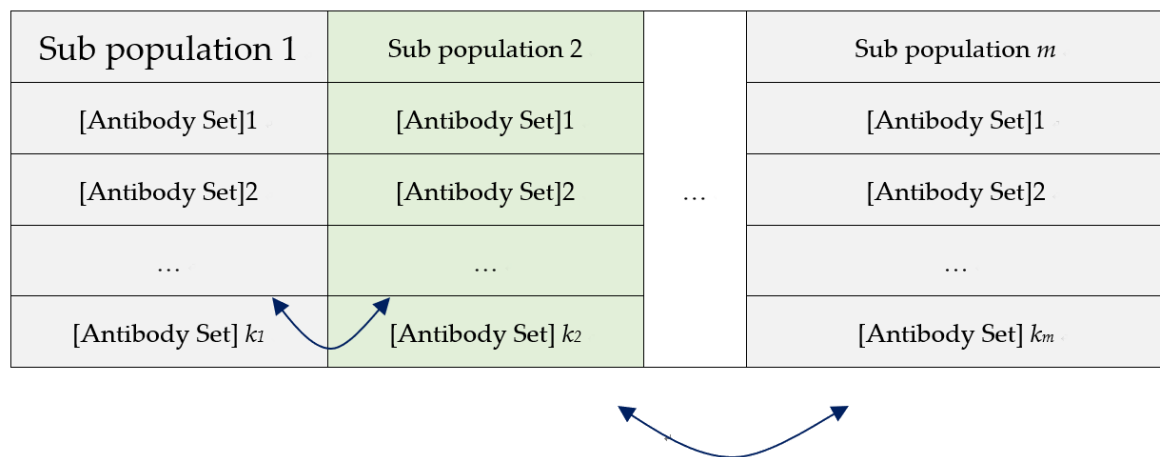 Sub population 1
Sub population 2
Sub population m
[Antibody Set]1
[Antibody Set]1
[Antibody Set]1
[Antibody Set]2
[Antibody Set]2
...
[Antibody Set]2
...
...
...
[Antibody Set] k1
[Antibody Set] k2
[Antibody Set] km